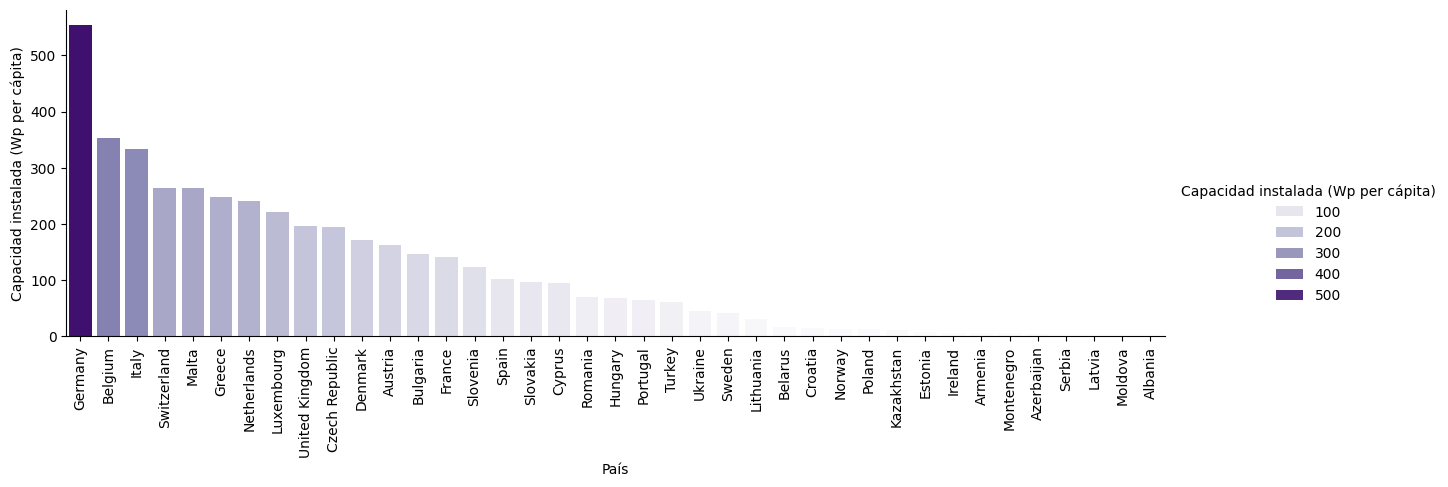 Capacidad instalada (Wp per cápita)
500
400
300
200
100
0
Germany
Belgium
Italy
Switzerland
Malta
Greece
Netherlands
Luxembourg
United Kingdom
Czech Republic
Denmark
Austria
Bulgaria
France
Slovenia
Spain
Slovakia
Cyprus
Romania
Hungary
Portugal
Turkey
Ukraine
Sweden
Lithuania
Belarus
Croatia
Norway
Poland
Kazakhstan
Estonia
Ireland
Armenia
Montenegro
Azerbaijan
Serbia
Latvia
Moldova
Albania
País
Capacidad instalada (Wp per cápita)
100
200
300
400
500